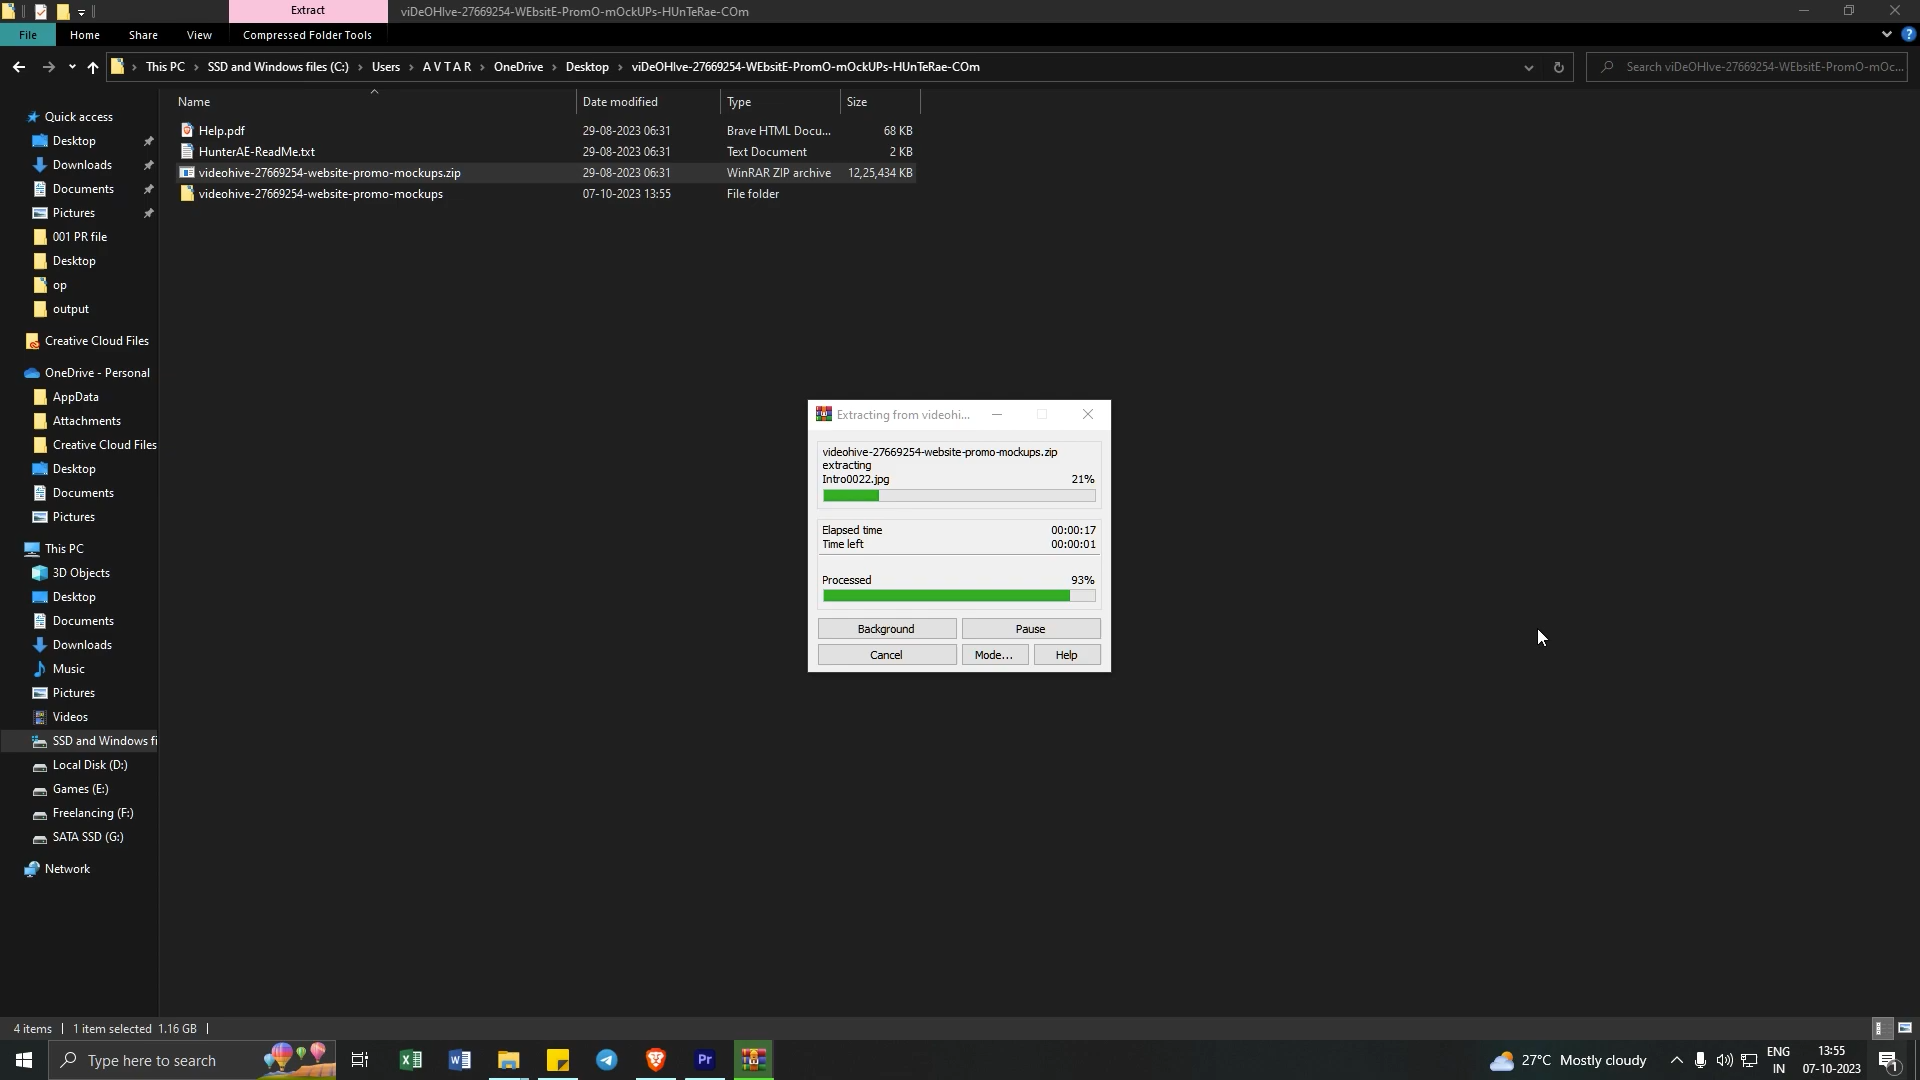 Extract
viDeOHIve-27669254-WEbsitE-PromO-mOckUPs-HUnTeRae-COm
File
Home
Share
View
Compressed Folder Tools
This PC > SSD and Windows files (C:) > Users > A V T A R > OneDrive > Desktop > viDeOHIve-27669254-WEbsitE-PromO-mOckUPs-HUnTeRae-COm
Search viDeOHIve-27669254-WEbsitE-PromO-mOc...
Name
Date modified
Type
Size
Help.pdf 29-08-2023 06:31 Brave HTML Docu... 68 KB
HunterAE-ReadMe.txt 29-08-2023 06:31 Text Document 2 KB
videohive-27669254-website-promo-mockups.zip 29-08-2023 06:31 WinRAR ZIP archive 12,25,434 KB
videohive-27669254-website-promo-mockups 07-10-2023 13:55 File folder
Quick access
Desktop
Downloads
Documents
Pictures
001 PR file
Desktop
op
output
Creative Cloud Files
OneDrive - Personal
AppData
Attachments
Creative Cloud Files
Desktop
Documents
Pictures
This PC
3D Objects
Desktop
Documents
Downloads
Music
Pictures
Videos
SSD and Windows fi
Local Disk (D:)
Games (E:)
Freelancing (F:)
SATA SSD (G:)
Network
Extracting from videohi...
videohive-27669254-website-promo-mockups.zip
extracting
Intro0022.jpg 21%
Elapsed time 00:00:17
Time left 00:00:01
Processed 93%
Background
Pause
Cancel
Mode...
Help
4 items
1 item selected 1.16 GB
Type here to search
Pr
27°C Mostly cloudy
ENG
IN
13:55
07-10-2023
1